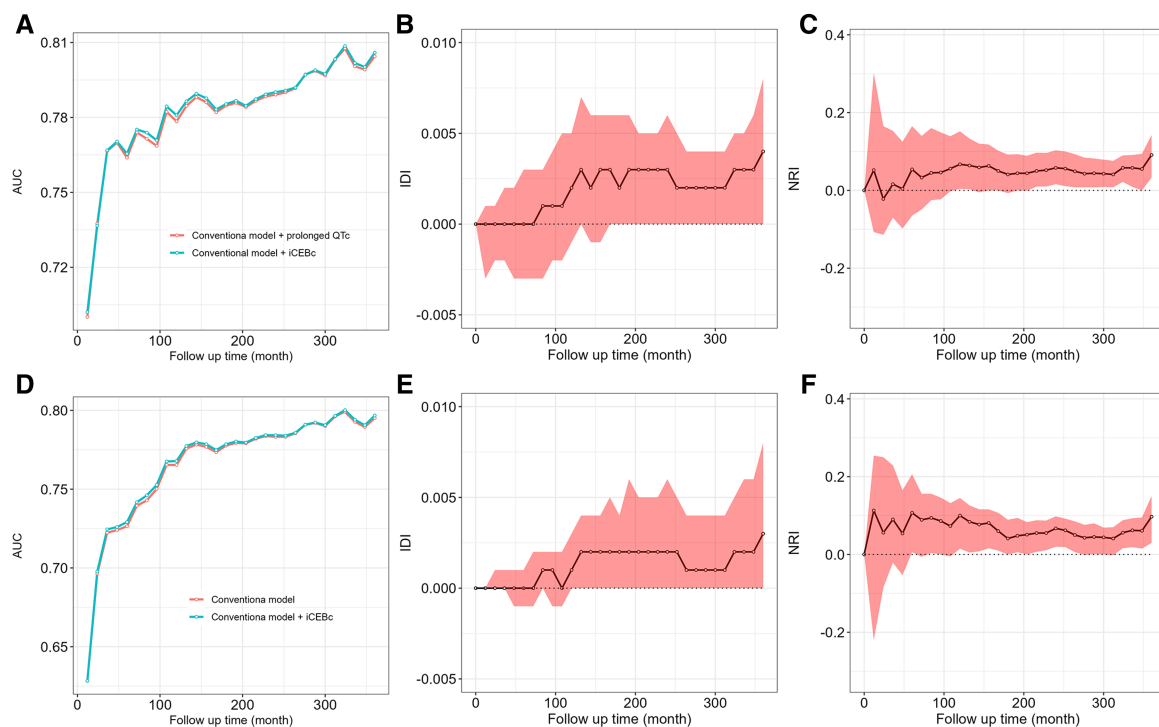 A
0.81
0.78
0.75
0.72
AUC
Conventiona model + prolonged QTc
Conventional model + iCEBc
0
100
200
300
Follow up time (month)
B
0.010
0.005
0.000
-0.005
IDI
0
100
200
300
Follow up time (month)
C
0.4
0.2
0.0
-0.2
NRI
0
100
200
300
Follow up time (month)
D
0.80
0.75
0.70
0.65
AUC
Conventiona model
Conventiona model + iCEBc
0
100
200
300
Follow up time (month)
E
0.010
0.005
0.000
-0.005
IDI
0
100
200
300
Follow up time (month)
F
0.4
0.2
0.0
-0.2
NRI
0
100
200
300
Follow up time (month)